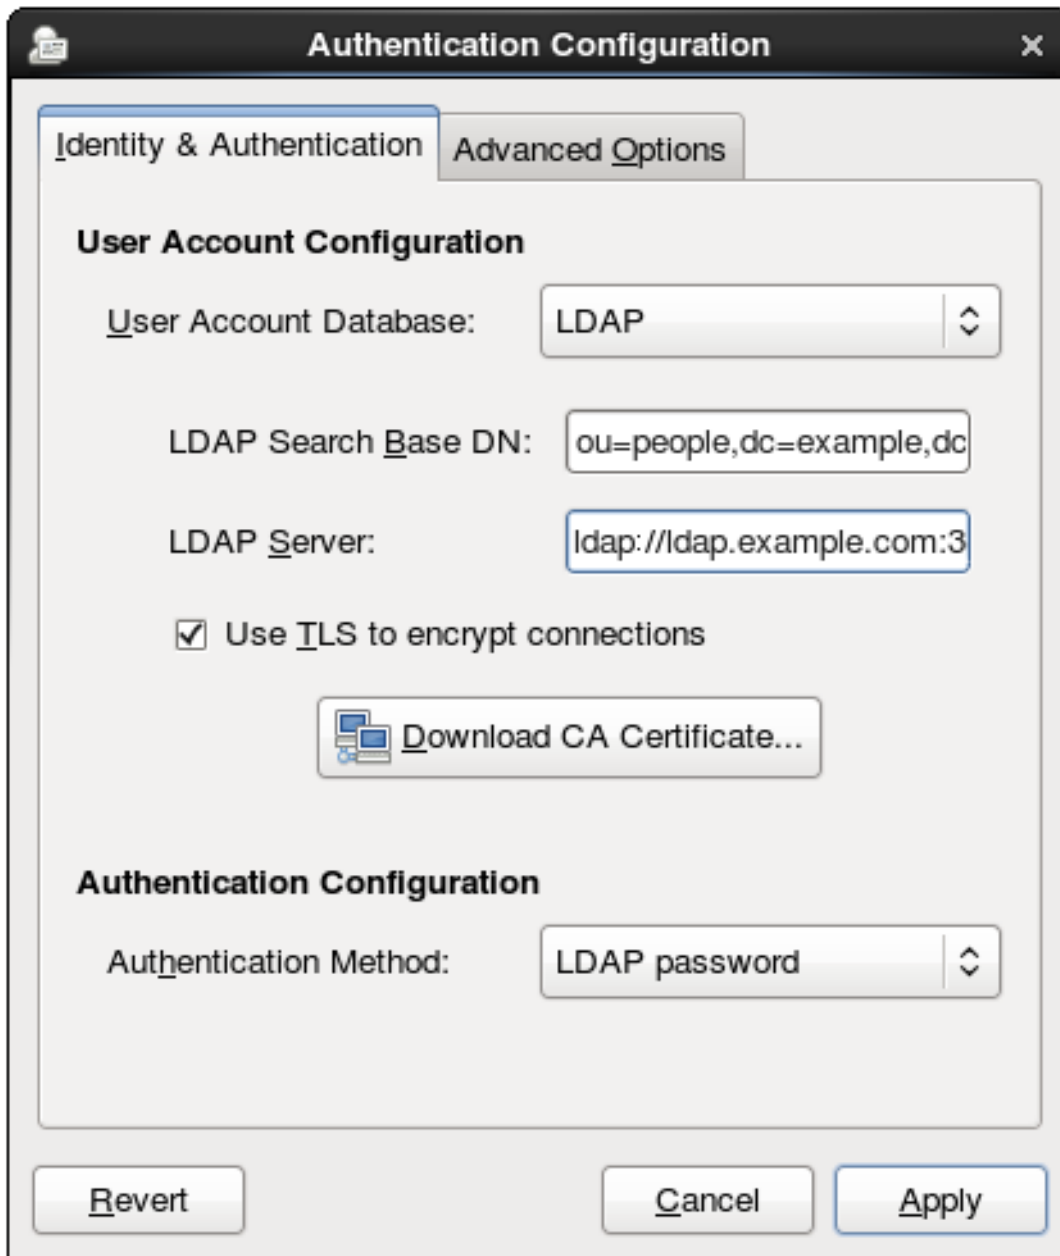 Authentication Configuration
Identity & Authentication
Advanced Options
User Account Configuration
User Account Database: LDAP
LDAP Search Base DN: ou=people,dc=example,dc
LDAP Server: ldap://ldap.example.com:3
Use TLS to encrypt connections
Download CA Certificate...
Authentication Configuration
Authentication Method: LDAP password
Revert Cancel Apply